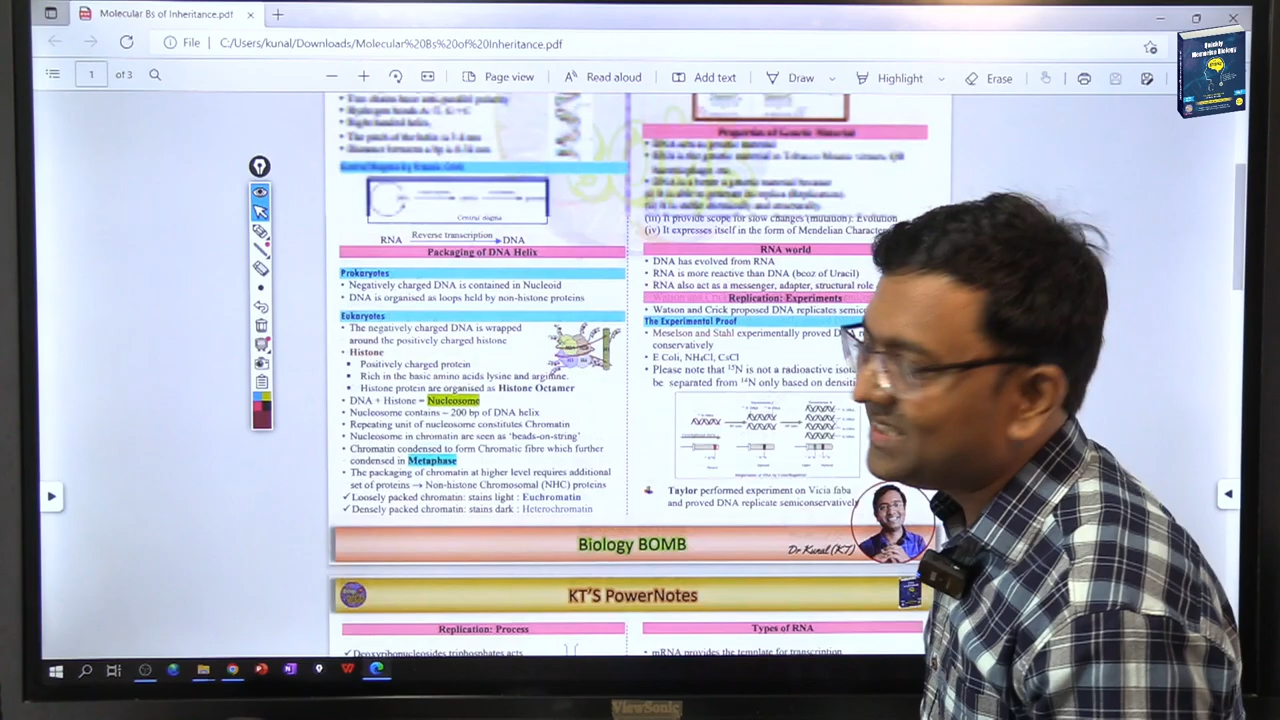 Molecular Bs of Inheritance.pdf
File
C:/Users/kunal/Downloads/Molecular%20Bs%20of%20Inheritance.pdf
1 of 3
Page view
Read aloud
Add text
Draw
Highlight
Erase
Quickly
Memorise Biology
Central dogma
RNA Reverse transcription DNA
Packaging of DNA Helix
Prokaryotes
• Negatively charged DNA is contained in Nucleoid
• DNA is organised as loops held by non-histone proteins
Eukaryotes
• The negatively charged DNA is wrapped
around the positively charged histone
• Histone
• Positively charged protein
• Rich in the basic amino acids lysine and arginine.
• Histone protein are organised as Histone Octamer
• DNA + Histone = Nucleosome
• Nucleosome contains ~ 200 bp of DNA helix
• Repeating unit of nucleosome constitutes Chromatin
• Nucleosome in chromatin are seen as 'beads-on-string'
• Chromatin condensed to form Chromatic fibre which further
condensed in Metaphase
• The packaging of chromatin at higher level requires additional
set of proteins → Non-histone Chromosomal (NHC) proteins
✓Loosely packed chromatin: stains light : Euchromatin
✓Densely packed chromatin: stains dark : Heterochromatin
Properties of Genetic Material
(iii) It provide scope for slow changes (mutation): Evolution
(iv) It expresses itself in the form of Mendelian
RNA world
• DNA has evolved from RNA
• RNA is more reactive than DNA (bcoz of Uracil)
• RNA also act as a messenger, adapter, structural role
Replication: Experiments
• Watson and Crick proposed DNA replicates
The Experimental Proof
• Meselson and Stahl experimentally proved
conservatively
• E Coli, NH₄Cl, CsCl
• Please note that ¹⁵N is not a radioactive
be separated from ¹⁴N only based on
Taylor performed experiment on Vicia faba
and proved DNA replicate semiconservatively
Biology BOMB
Dr Kunal (KT)
KT'S PowerNotes
Replication: Process
✓Deoxyribonucleosides triphosphates acts
Types of RNA
• mRNA provides the template for transcription
ViewSonic